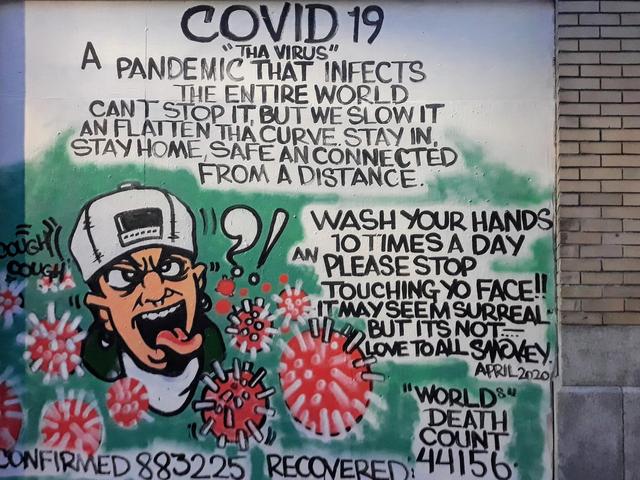 COVID 19
"THA VIRUS"
A PANDEMIC THAT INFECTS
THE ENTIRE WORLD
CAN'T STOP IT, BUT WE SLOW IT
AN FLATTEN THA CURVE. STAY IN.
STAY HOME, SAFE AN CONNECTED
FROM A DISTANCE.
COUGH
COUGH
?!
WASH YOUR HANDS
10 TIMES A DAY
AN PLEASE STOP
TOUCHING YO FACE!!
IT MAY SEEM SURREAL
BUT ITS NOT
LOVE TO ALL SMOKEY.
APRIL 2020
"WORLDS"
DEATH
COUNT
44156.
CONFIRMED 883225 RECOVERED: